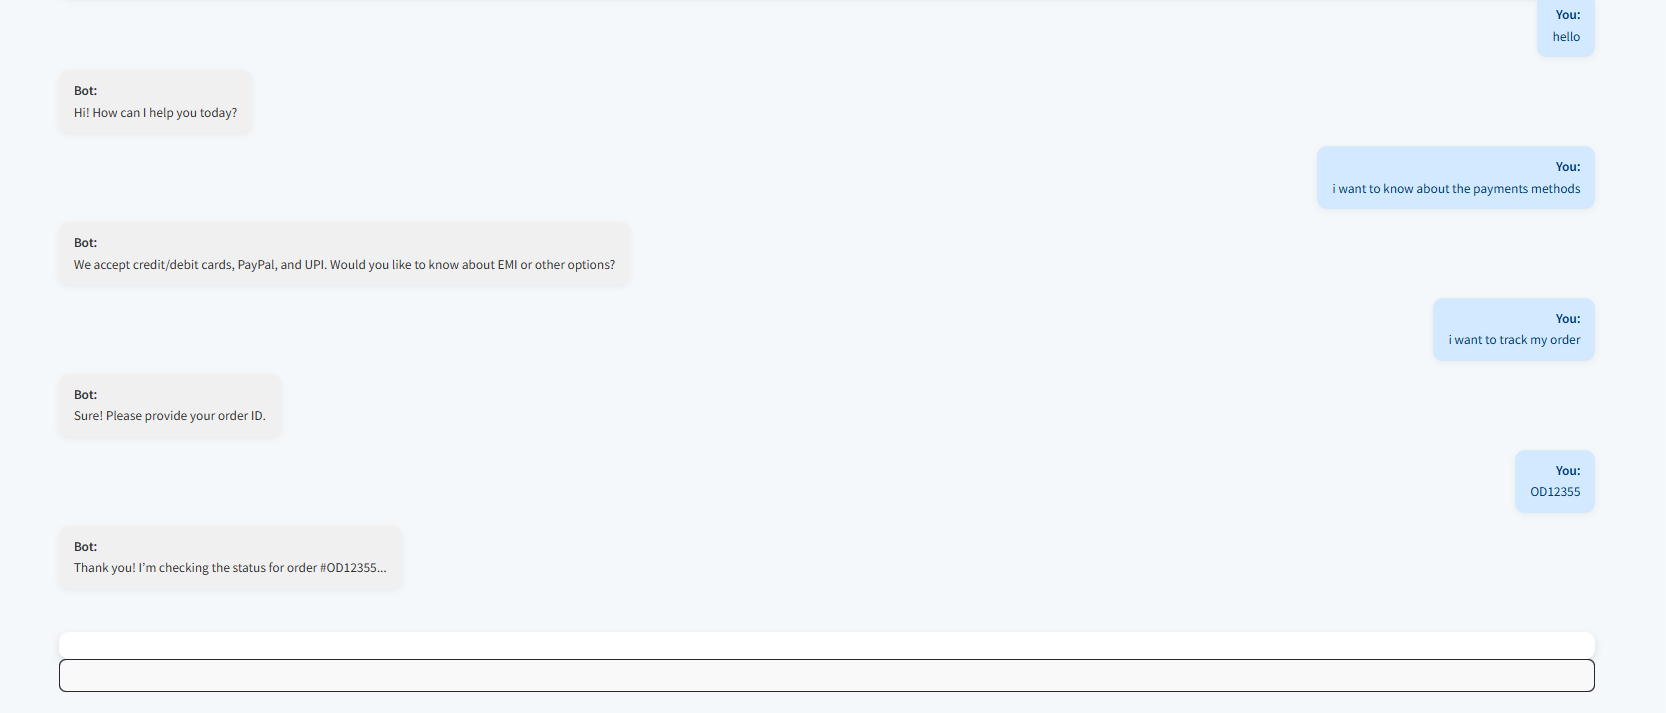 You:
hello
Bot:
Hi! How can I help you today?
You:
i want to know about the payments methods
Bot:
We accept credit/debit cards, PayPal, and UPI. Would you like to know about EMI or other options?
You:
i want to track my order
Bot:
Sure! Please provide your order ID.
You:
OD12355
Bot:
Thank you! I’m checking the status for order #OD12355...